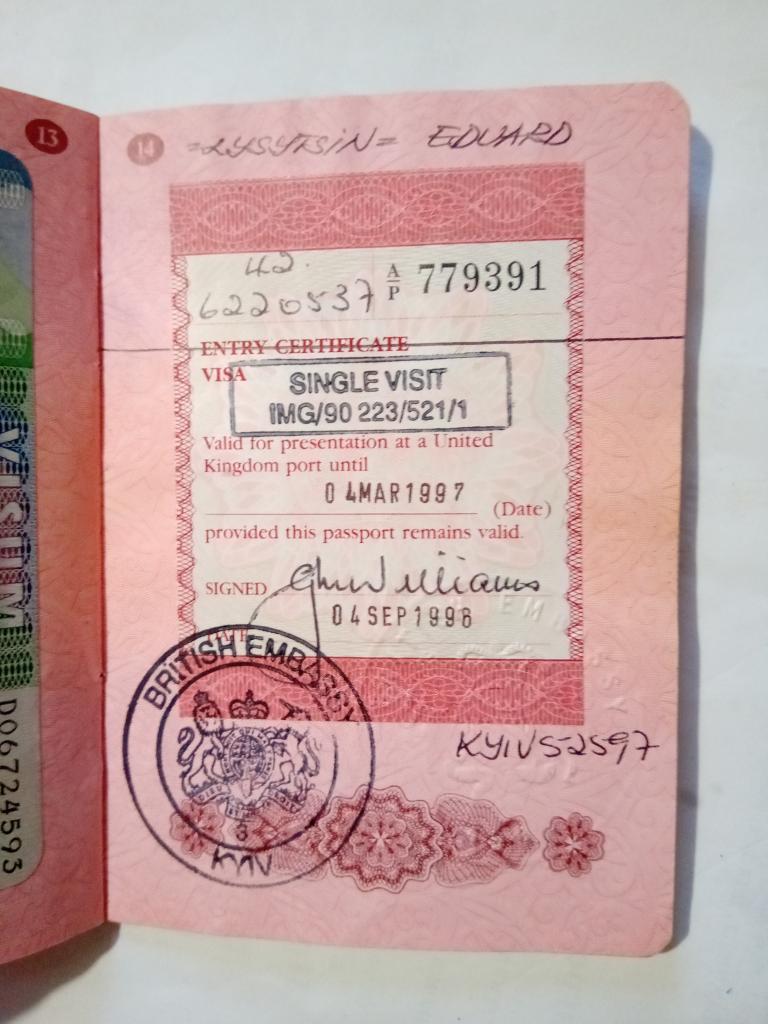 13
14
=LYSYTSIN= EDUARD
42.
6220537 A/P 779391
ENTRY CERTIFICATE
VISA
SINGLE VISIT
IMG/90 223/521/1
Valid for presentation at a United
Kingdom port until
04MAR1997
(Date)
provided this passport remains valid.
SIGNED GhWilliams
04SEP1996
DATE
BRITISH EMBASSY
KYIV
KYIV52597
VISUM
D06724593